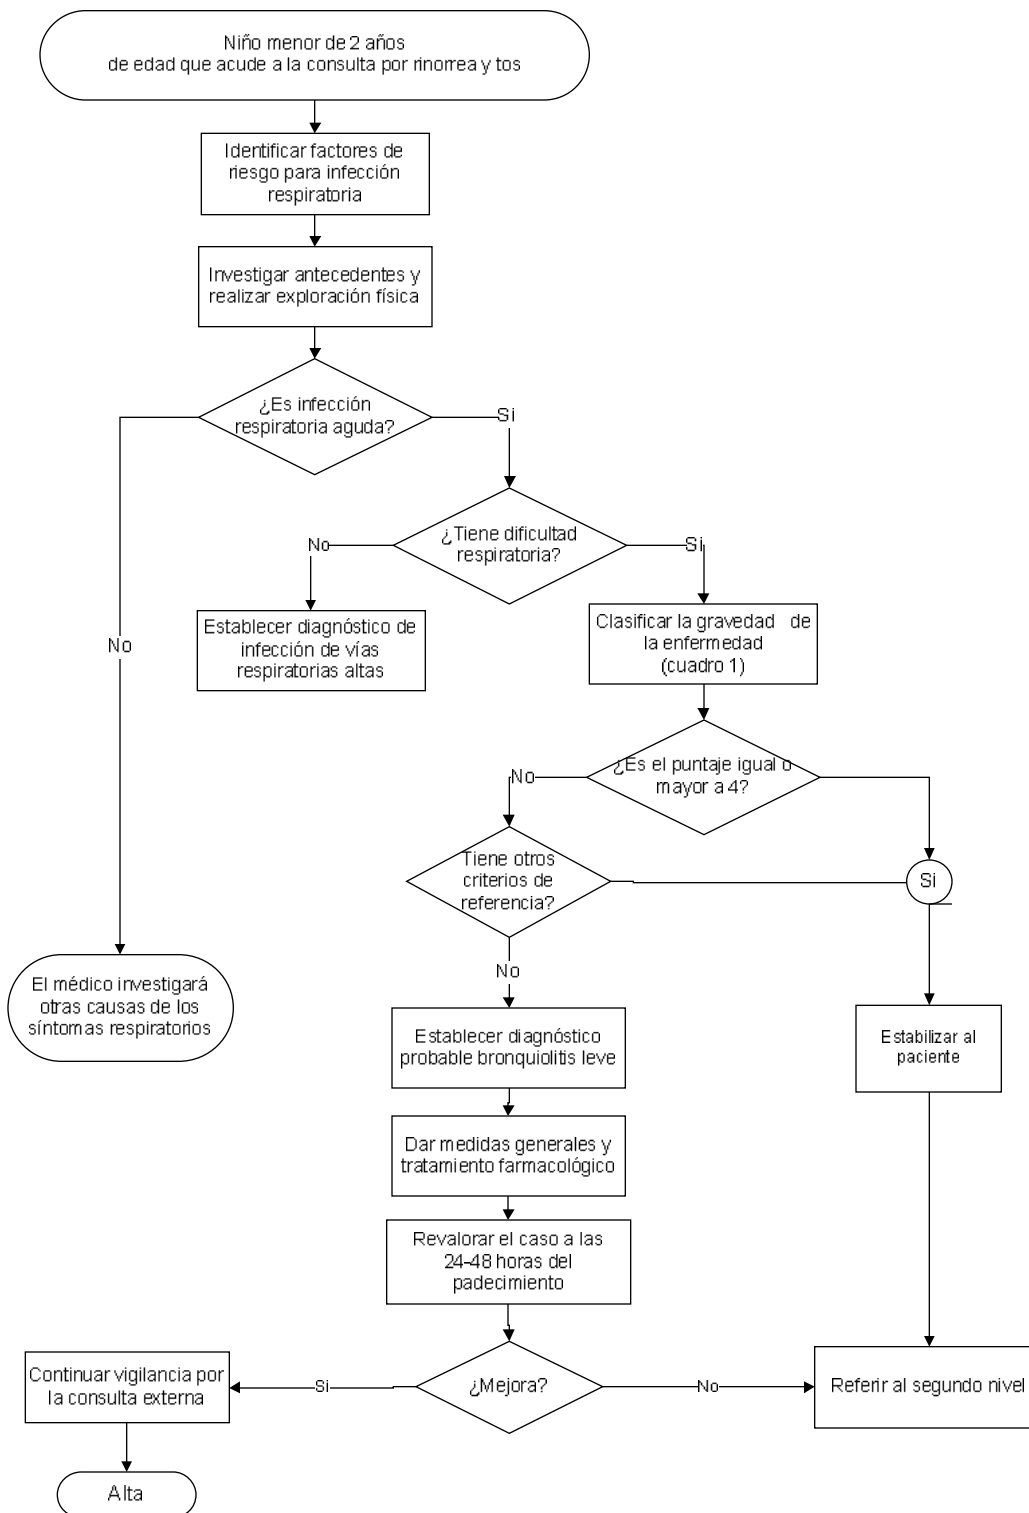 Niño menor de 2 años
de edad que acude a la consulta por rinorrea y tos
Identificar factores de
riesgo para infección
respiratoria
Investigar antecedentes y
realizar exploración física
¿Es infección
respiratoria aguda?
Si
No
¿Tiene dificultad
respiratoria?
No
Si
Establecer diagnóstico de
infección de vías
respiratorias altas
Clasificar la gravedad de
la enfermedad
(cuadro 1)
¿Es el puntaje igual o
mayor a 4?
No
Si
Tiene otros
criterios de
referencia?
No
El médico investigará
otras causas de los
síntomas respiratorios
Establecer diagnóstico
probable bronquiolitis leve
Estabilizar al
paciente
Dar medidas generales y
tratamiento farmacológico
Revalorar el caso a las
24-48 horas del
padecimiento
¿Mejora?
Si
No
Continuar vigilancia por
la consulta externa
Referir al segundo nivel
Alta